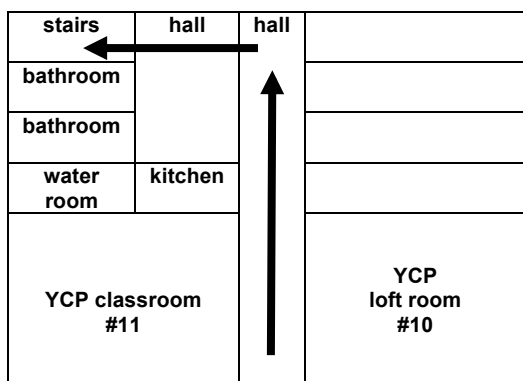 stairs
hall
hall
bathroom
bathroom
water
room
kitchen
YCP classroom
#11
YCP
loft room
#10